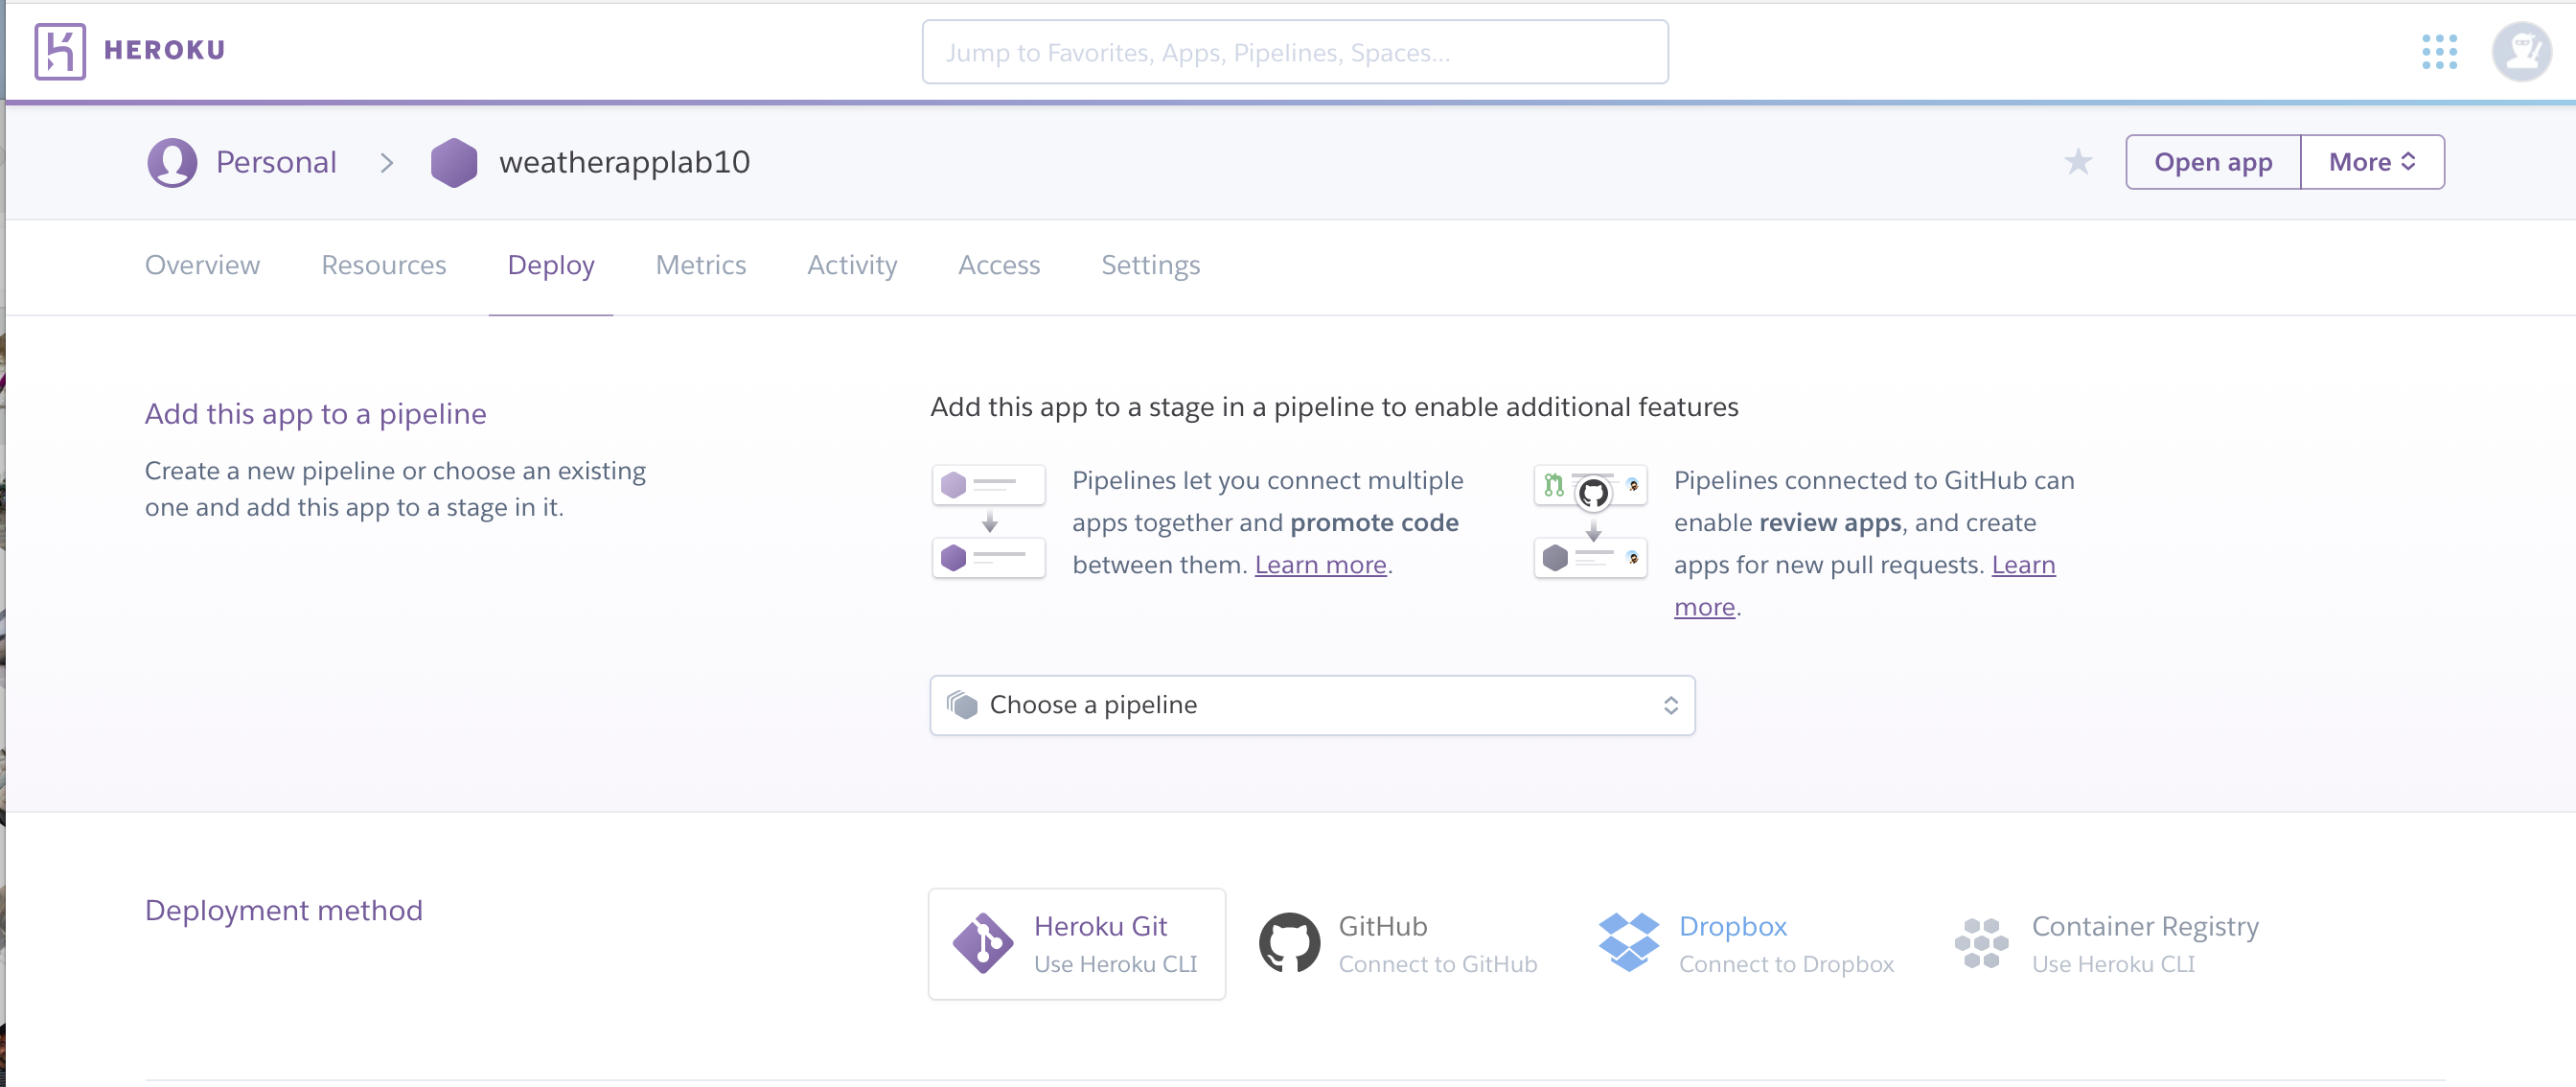 HEROKU
Jump to Favorites, Apps, Pipelines, Spaces...
Personal > weatherapplab10
Open app
More
Overview Resources Deploy Metrics Activity Access Settings
Add this app to a pipeline
Create a new pipeline or choose an existing
one and add this app to a stage in it.
Add this app to a stage in a pipeline to enable additional features
Pipelines let you connect multiple
apps together and promote code
between them. Learn more.
Pipelines connected to GitHub can
enable review apps, and create
apps for new pull requests. Learn
more.
Choose a pipeline
Deployment method
Heroku Git
Use Heroku CLI
GitHub
Connect to GitHub
Dropbox
Connect to Dropbox
Container Registry
Use Heroku CLI